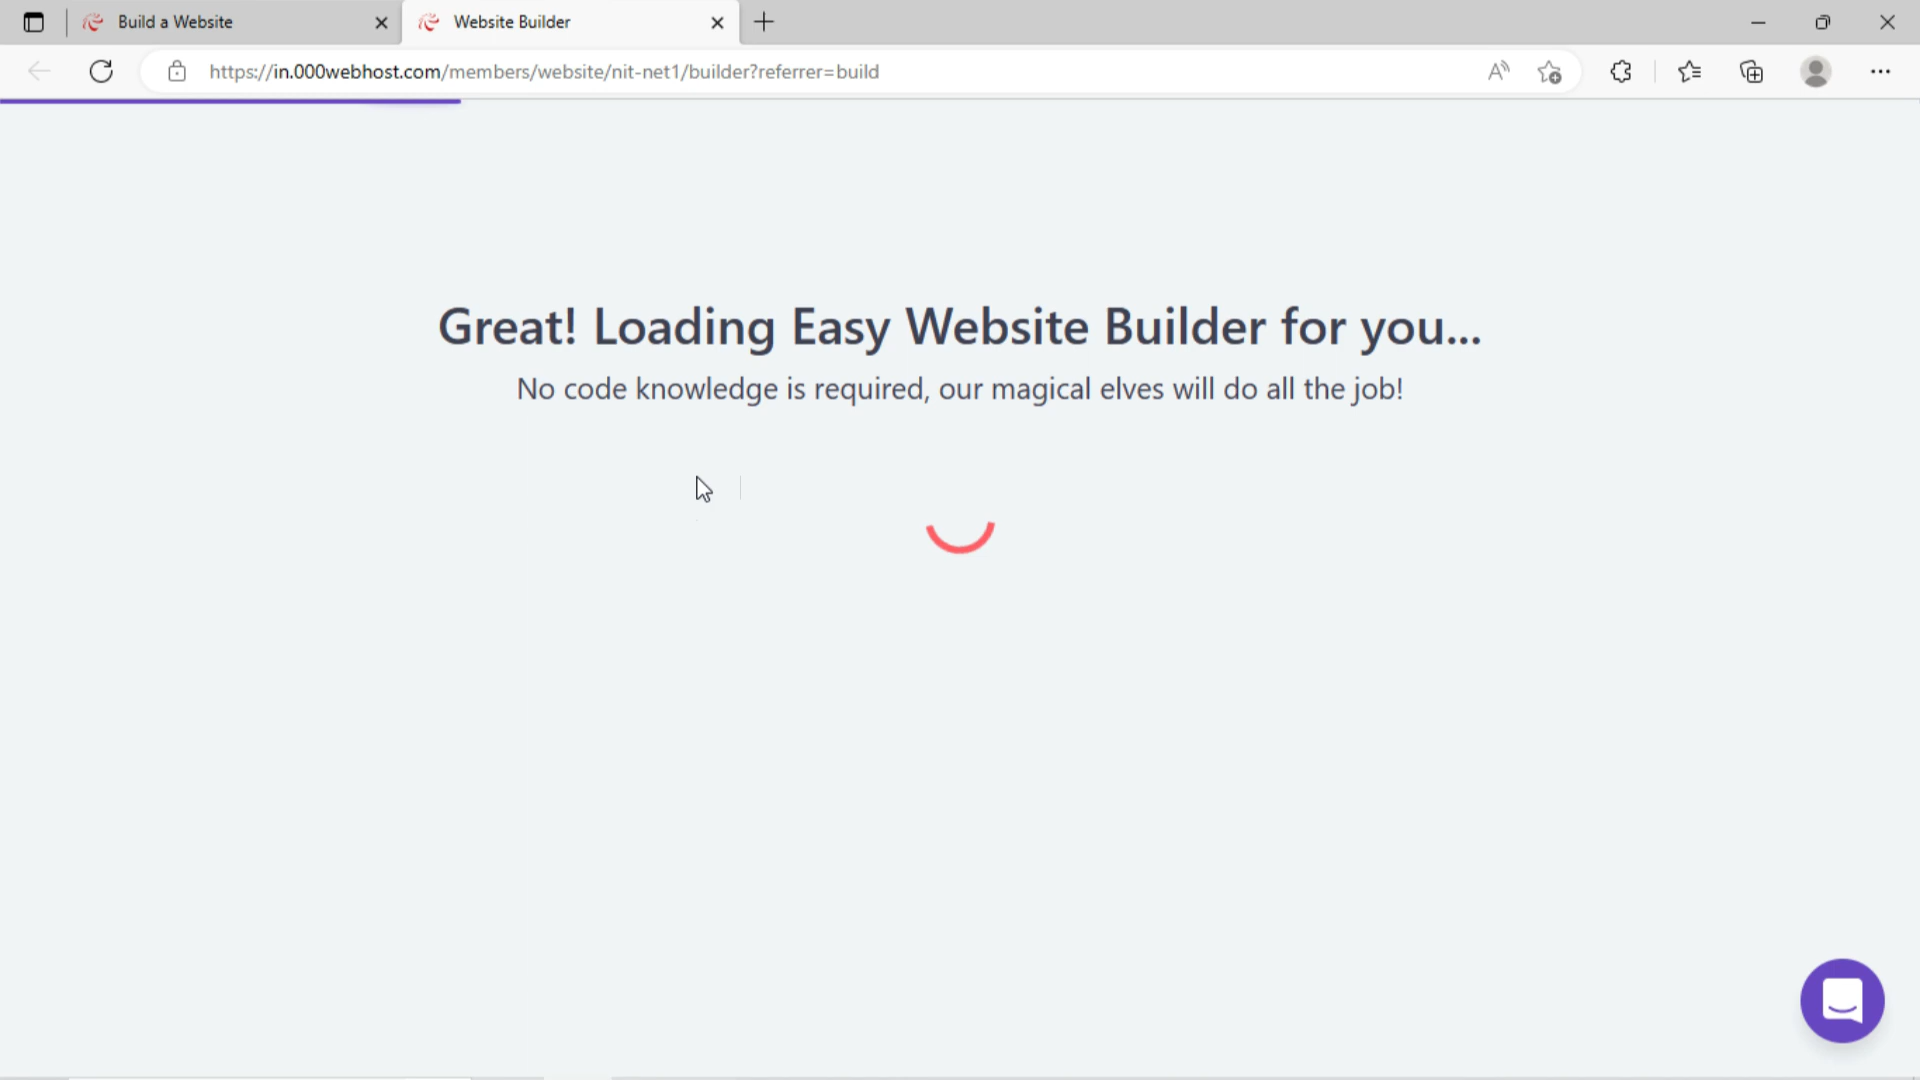 Build a Website
Website Builder
https://in.000webhost.com/members/website/nit-net1/builder?referrer=build
Great! Loading Easy Website Builder for you...
No code knowledge is required, our magical elves will do all the job!